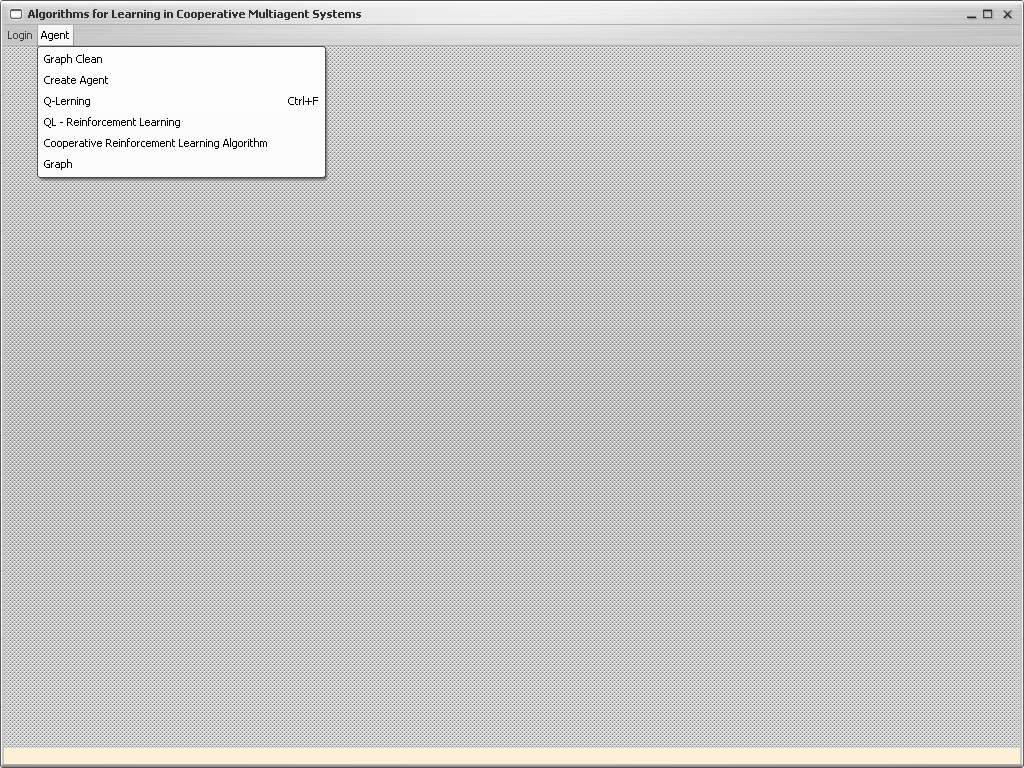 Algorithms for Learning in Cooperative Multiagent Systems
Login Agent
Graph Clean
Create Agent
Q-Lerning Ctrl+F
QL - Reinforcement Learning
Cooperative Reinforcement Learning Algorithm
Graph